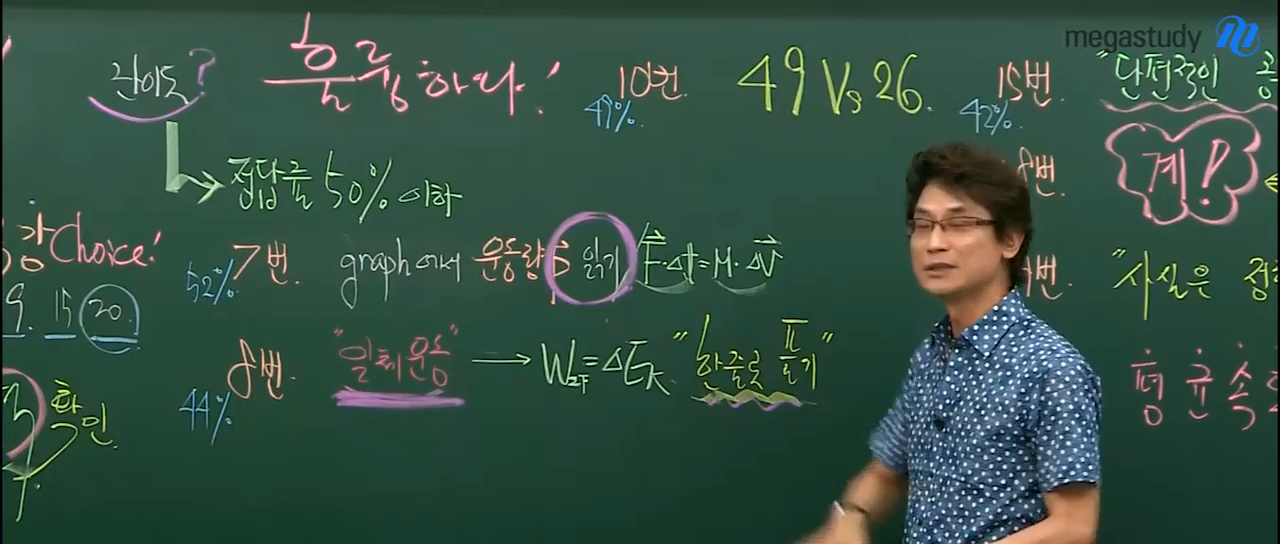 megastudy
난이도?
훌륭하다!
10번
49%
49 Vs 26.
15번
42%
"단편적인
계!
정답률 50% 이하
8번
Choice!
7번
52%
graph에서 운동량 읽기 F·Δt=M·ΔV
번
"사실은
9. 15 20.
8번.
44%
"일체운동" → W=ΔEk. "한줄로 풀기"
평균속
확인